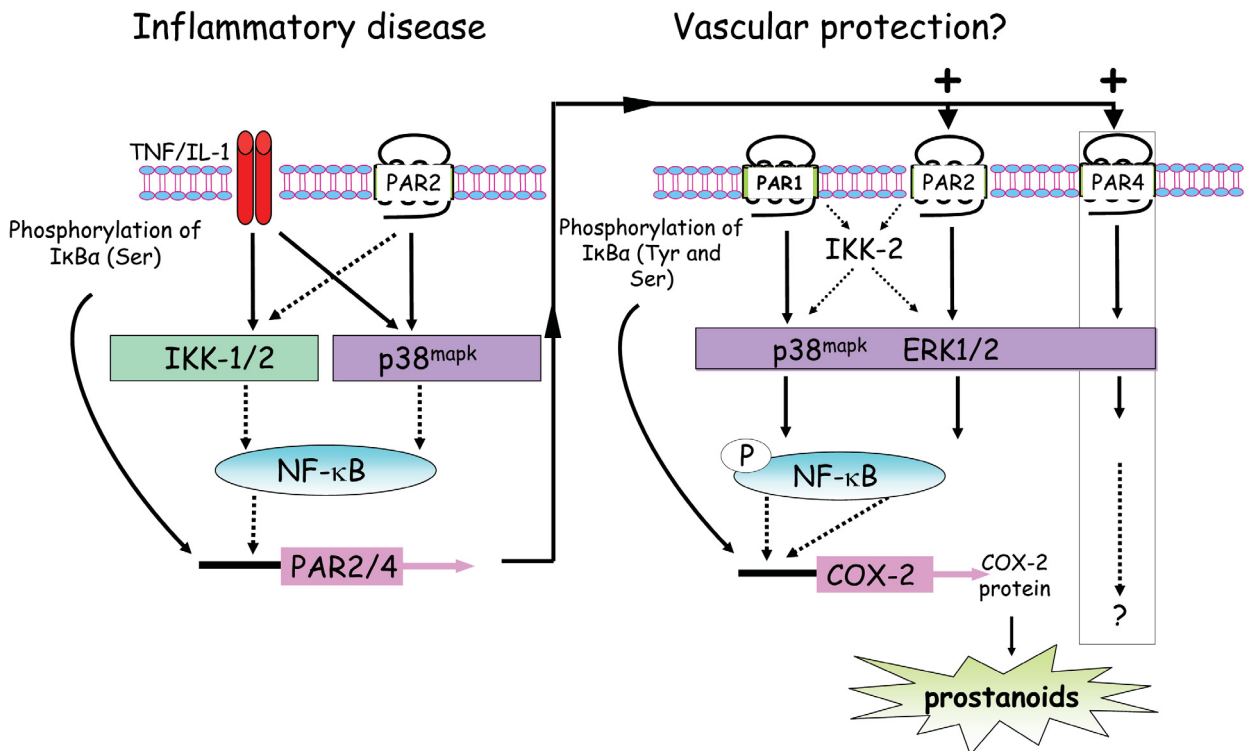 Inflammatory disease
Vascular protection?
+
+
TNF/IL-1
PAR2
PAR1
PAR2
PAR4
Phosphorylation of
IκBα (Ser)
Phosphorylation of
IκBα (Tyr and
Ser)
IKK-2
IKK-1/2
p38mapk
p38mapk
ERK1/2
NF-κB
P
NF-κB
PAR2/4
COX-2
COX-2
protein
?
prostanoids